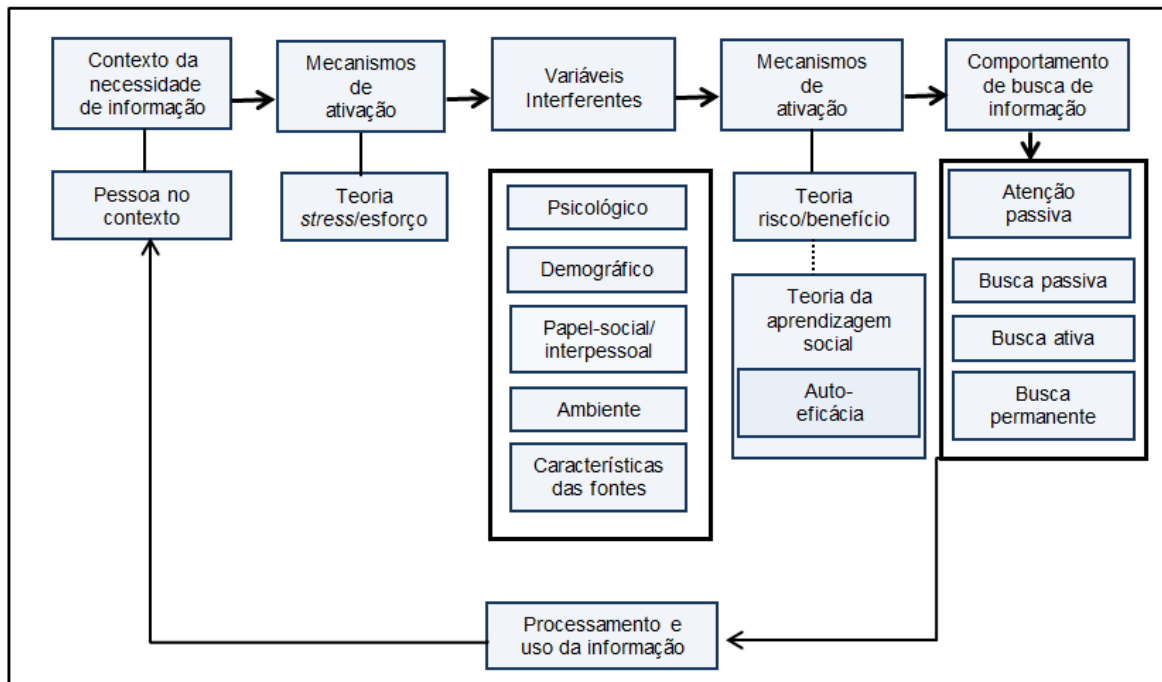 Contexto da
necessidade
de informação
Mecanismos
de
ativação
Variáveis
Interferentes
Mecanismos
de
ativação
Comportamento
de busca de
informação
Pessoa no
contexto
Teoria
stress/esforço
Psicológico
Demográfico
Papel-social/
interpessoal
Ambiente
Características
das fontes
Teoria
risco/benefício
Teoria da
aprendizagem
social
Auto-
eficácia
Atenção
passiva
Busca passiva
Busca ativa
Busca
permanente
Processamento e
uso da informação